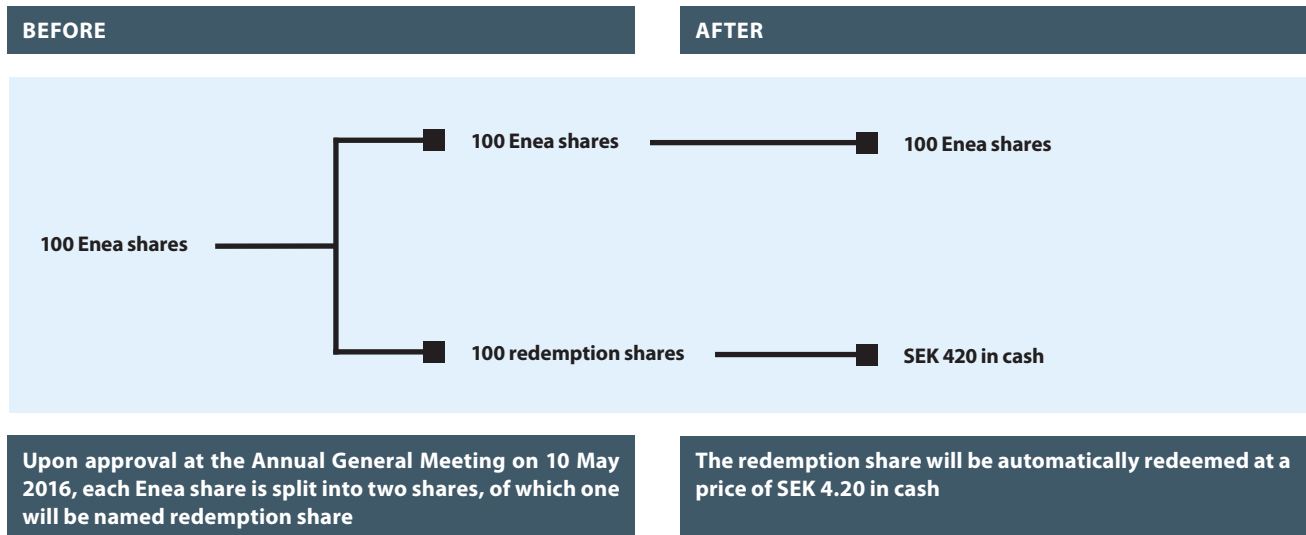 BEFORE
AFTER
100 Enea shares
100 Enea shares
100 Enea shares
100 redemption shares
SEK 420 in cash
Upon approval at the Annual General Meeting on 10 May
2016, each Enea share is split into two shares, of which one
will be named redemption share
The redemption share will be automatically redeemed at a
price of SEK 4.20 in cash